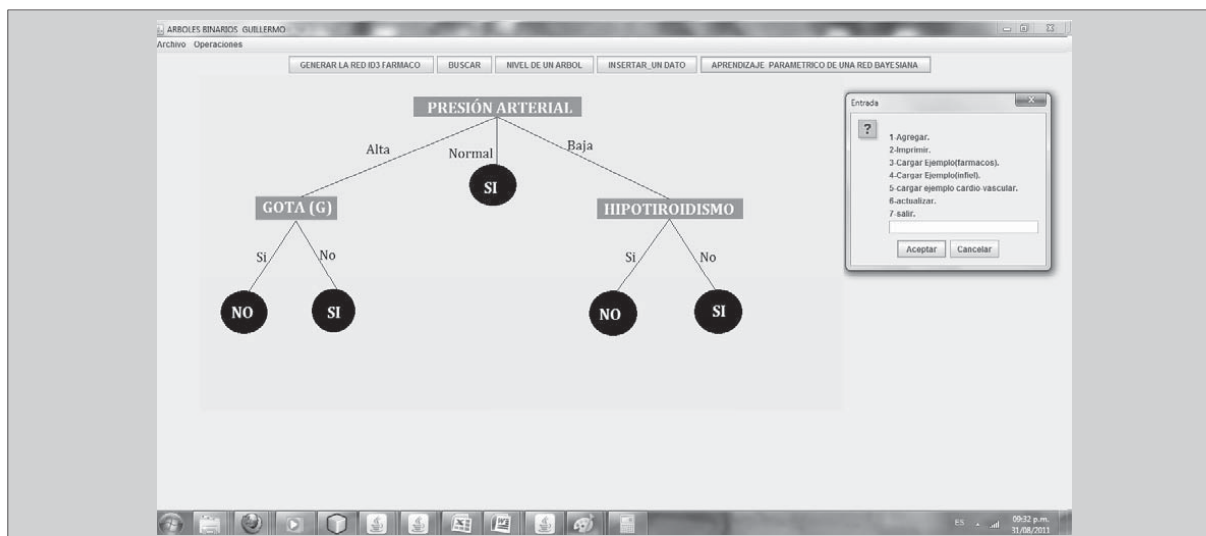 ARBOLES BINARIOS GUILLERMO
Archivo Operaciones
GENERAR LA RED ID3 FARMACO BUSCAR NIVEL DE UN ARBOL INSERTAR_UN DATO APRENDIZAJE PARAMETRICO DE UNA RED BAYESIANA
PRESIÓN ARTERIAL
Alta Normal Baja
SI
GOTA (G) HIPOTIROIDISMO
Si No Si No
NO SI NO SI
Entrada
?
1-Agregar.
2-Imprimir.
3-Cargar Ejemplo(farmacos).
4-Cargar Ejemplo(infiel).
5-cargar ejemplo cardio-vascular.
6-actualizar.
7-salir.
Aceptar Cancelar
ES
09:32 p.m.
31/08/2011